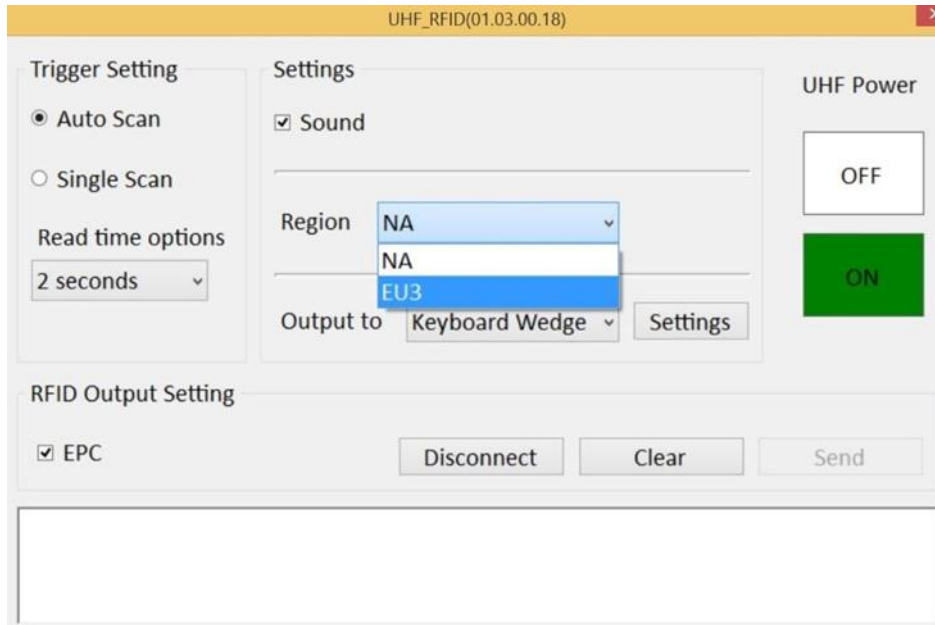 UHF_RFID(01.03.00.18)
Trigger Setting
Auto Scan
Single Scan
Read time options
2 seconds
Settings
Sound
Region
NA
NA
EU3
Output to
Keyboard Wedge
Settings
UHF Power
OFF
ON
RFID Output Setting
EPC
Disconnect
Clear
Send